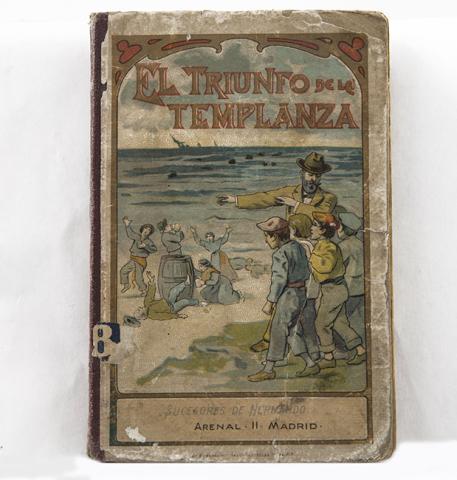 EL TRIUNFO DE LA
TEMPLANZA
8
SUCESORES DE HERNANDO
ARENAL · 11 · MADRID ·